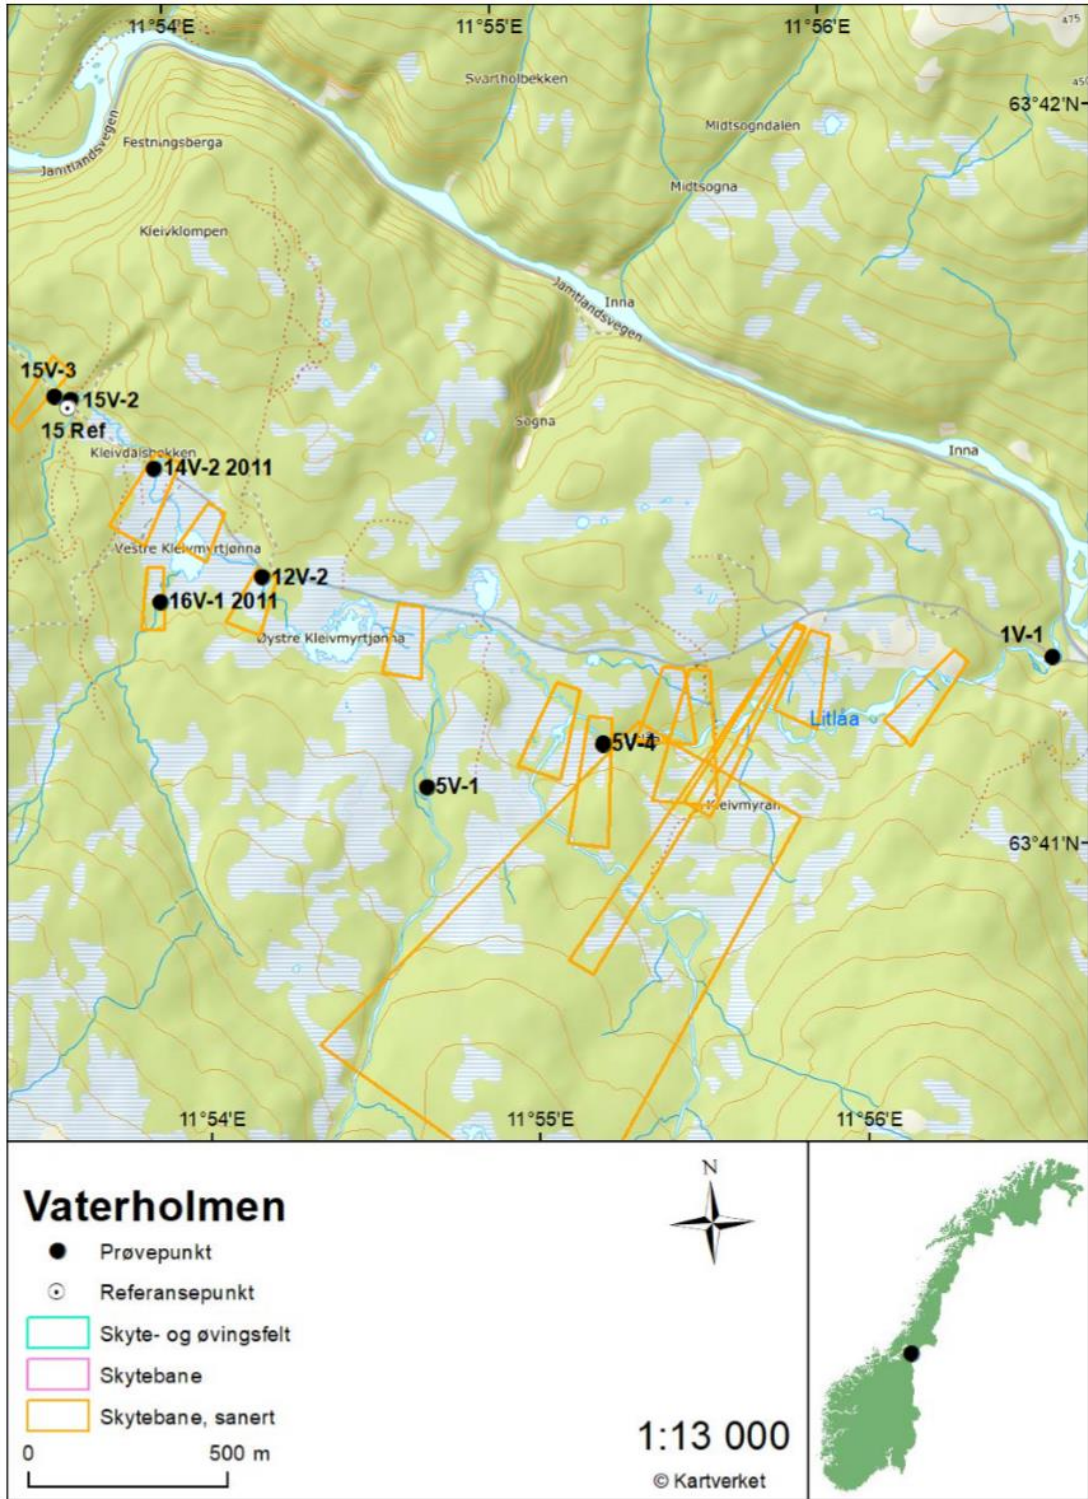 11°54'E
11°55'E
11°56'E
475
Svartholbekken
450
63°42'N
Midtsogndalen
Festningsberga
Jamtlandsvegen
Midtsogna
Kleivklompen
Jamtlandsvegen
Inna
15V-3
15V-2
15 Ref
Sogna
Kleivdalsbekken
Inna
14V-2 2011
Vestre Kleivmyrtjønna
12V-2
16V-1 2011
Øystre Kleivmyrtjønna
1V-1
Litlåa
5V-4
5V-1
Kleivmyran
63°41'N
11°54'E
11°55'E
11°56'E
Vaterholmen
N
Prøvepunkt
Referansepunkt
Skyte- og øvingsfelt
Skytebane
Skytebane, sanert
0 500 m
1:13 000
© Kartverket